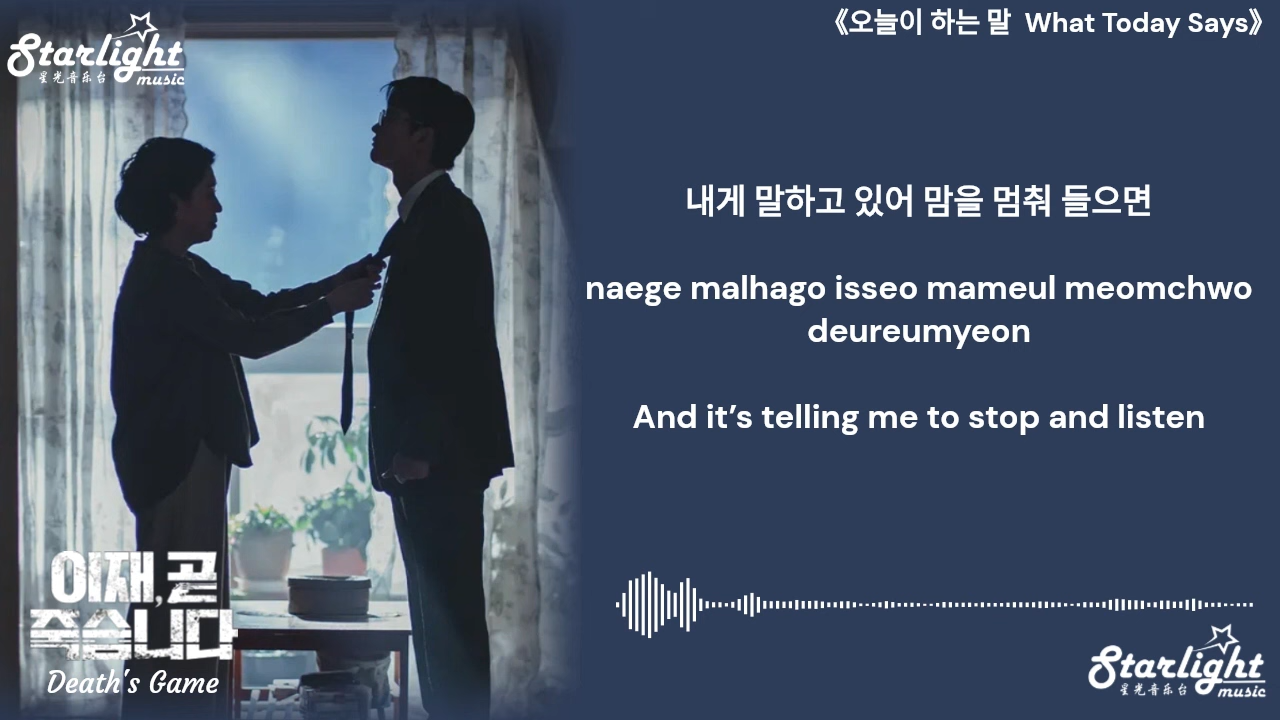 Starlight
星光音乐台
music
《오늘이 하는 말 What Today Says》
내게 말하고 있어 맘을 멈춰 들으면
naege malhago isseo mameul meomchwo
deureumyeon
And it’s telling me to stop and listen
이재, 곧
죽습니다
Death's Game
Starlight
星光音乐台
music